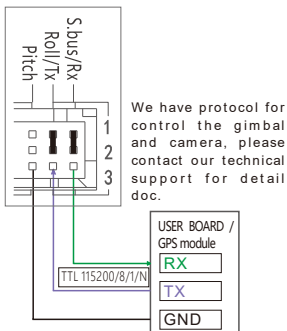 S.bus/Rx
Roll/Tx
Pitch
1
2
3
We have protocol for
control the gimbal
and camera, please
contact our technical
support for detail
doc.
USER BOARD /
GPS module
RX
TTL 115200/8/1/N
TX
GND